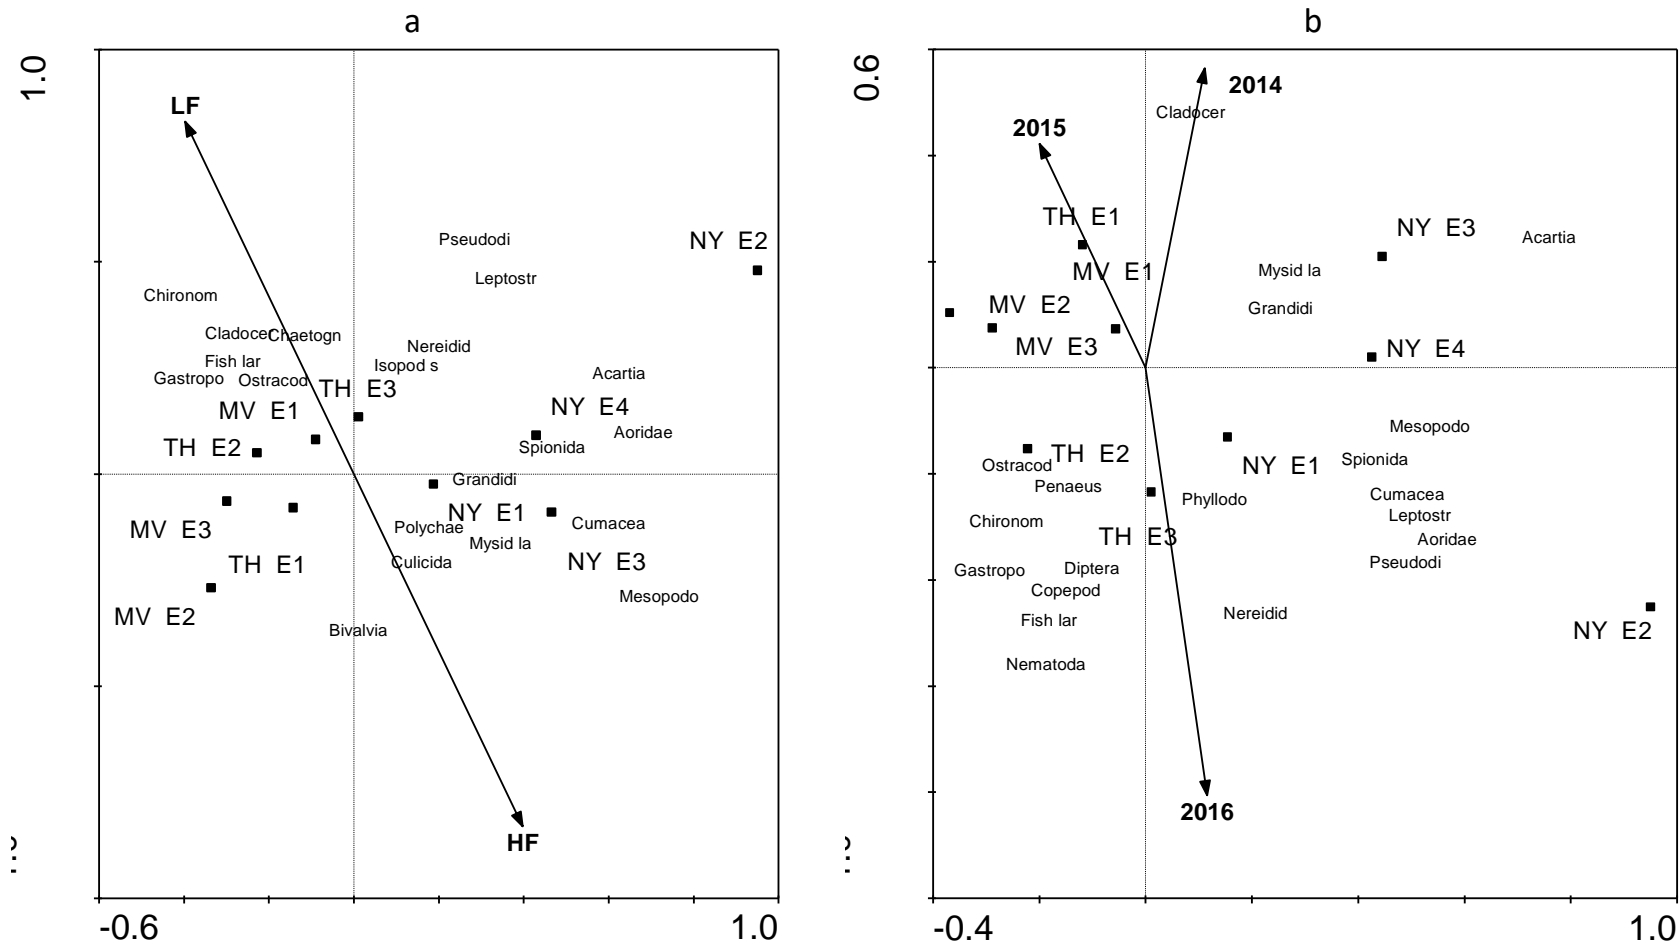 a
1.0
LF
Pseudodi
NY E2
Leptostr
Chironom
Cladocer
Chaetogn
Nereidid
Fish lar
Isopod s
Gastropo
Ostracod
TH E3
Acartia
MV E1
NY E4
Aoridae
TH E2
Spionida
Grandidi
NY E1
MV E3
Polychae
Cumacea
Mysid la
TH E1
Culicida
NY E3
Mesopodo
MV E2
Bivalvia
HF
-0.6
1.0
b
0.6
2014
Cladocer
2015
TH E1
NY E3
Acartia
MV E1
Mysid la
MV E2
Grandidi
MV E3
NY E4
Mesopodo
TH E2
Ostracod
NY E1
Spionida
Penaeus
Phyllodo
Cumacea
Chironom
Leptostr
TH E3
Aoridae
Gastropo
Diptera
Pseudodi
Copepod
Fish lar
Nereidid
NY E2
Nematoda
2016
-0.4
1.0